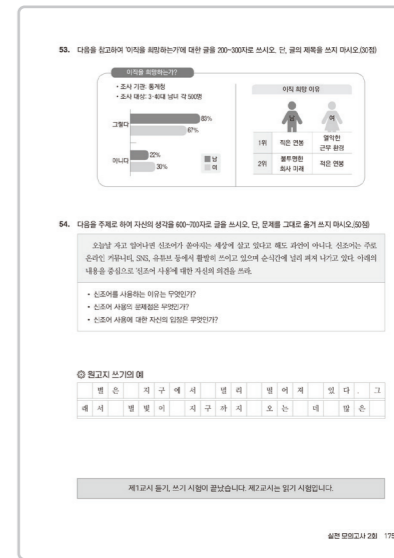 53. 다음을 참고하여 '이직을 희망하는가'에 대한 글을 200~300자로 쓰시오. 단, 글의 제목을 쓰지 마시오.(30점)
이직을 희망하는가?
• 조사 기관: 통계청
• 조사 대상: 3~40대 남녀 각 500명
그렇다
80%
67%
아니다
22%
30%
남
여
이직 희망 이유
남
여
1위 적은 연봉 열악한 근무 환경
2위 불투명한 회사 미래 적은 연봉
54. 다음을 주제로 하여 자신의 생각을 600~700자로 글을 쓰시오. 단, 문제를 그대로 옮겨 쓰지 마시오.(50점)
오늘날 자고 일어나면 신조어가 쏟아지는 세상에 살고 있다고 해도 과언이 아니다. 신조어는 주로
온라인 커뮤니티, SNS, 유튜브 등에서 활발히 쓰이고 있으며 순식간에 널리 퍼져 나가고 있다. 아래의
내용을 중심으로 '신조어 사용'에 대한 자신의 의견을 쓰라.
• 신조어를 사용하는 이유는 무엇인가?
• 신조어 사용의 문제점은 무엇인가?
• 신조어 사용에 대한 자신의 입장은 무엇인가?
원고지 쓰기의 예
별은 지구에서 멀리 떨어져 있다. 그
래서 별빛이 지구까지 오는 데 많은
제1교시 듣기, 쓰기 시험이 끝났습니다. 제2교시는 읽기 시험입니다.
실전 모의고사 2회 175